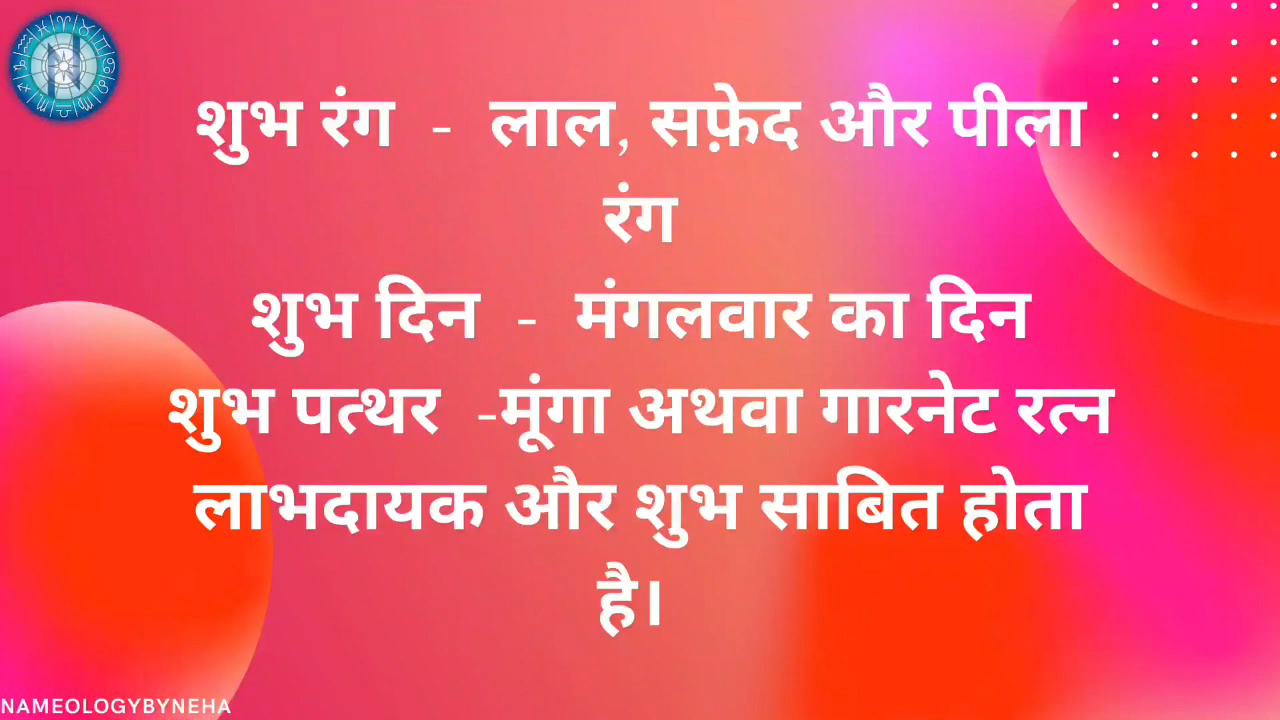 शुभ रंग - लाल, सफ़ेद और पीला
रंग
शुभ दिन - मंगलवार का दिन
शुभ पत्थर -मूंगा अथवा गारनेट रत्न
लाभदायक और शुभ साबित होता
है।
NAMEOLOGYBYNEHA